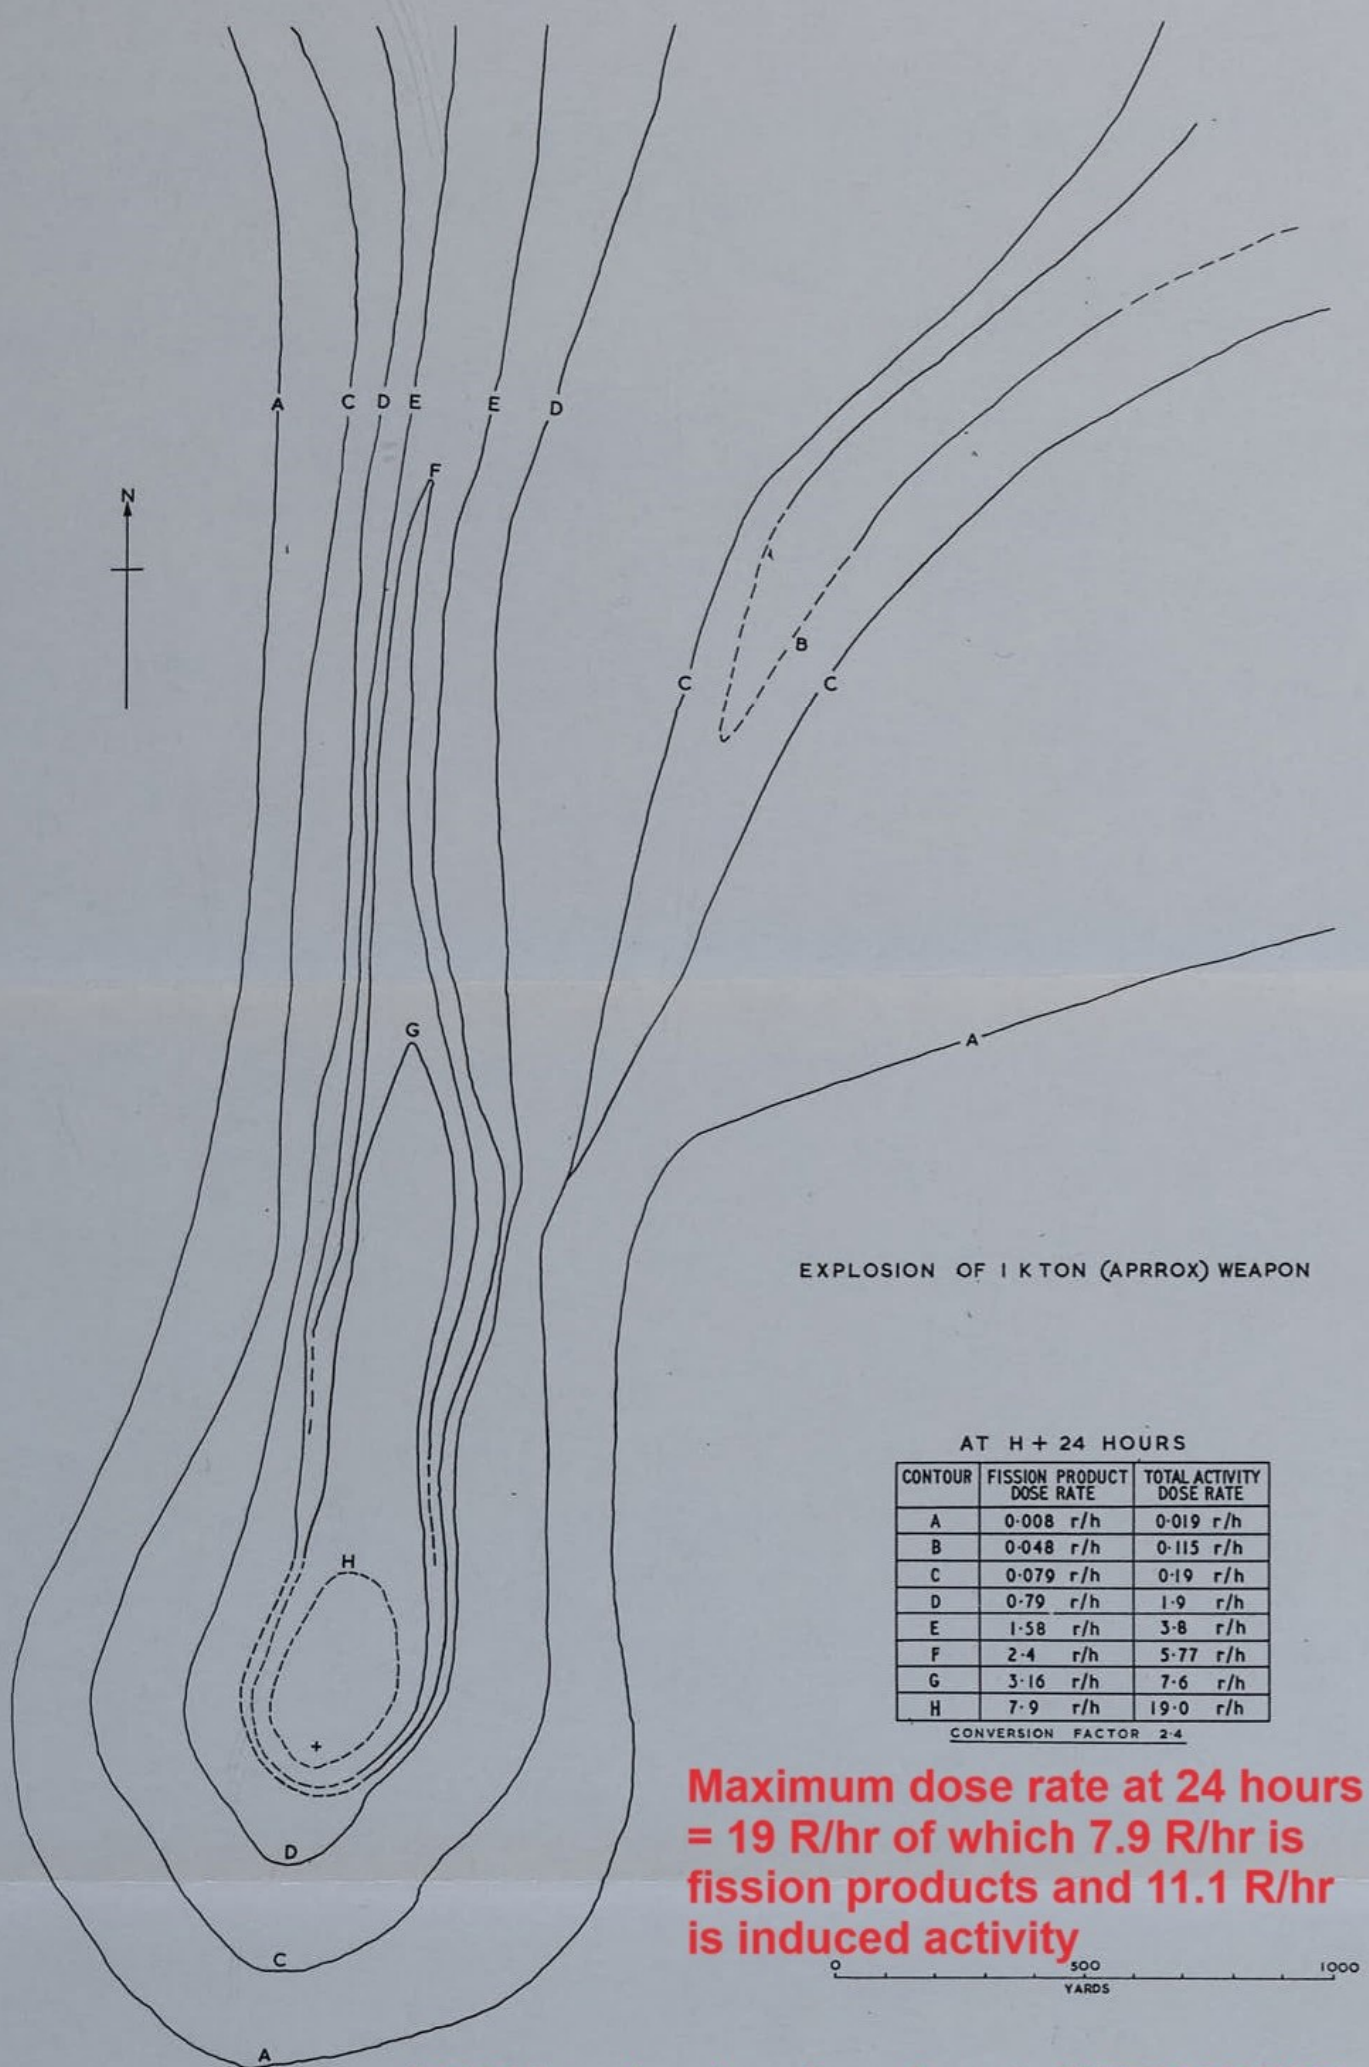 A C D E E D
F
N
B
C C
G
A
EXPLOSION OF 1 KTON (APRROX) WEAPON
AT H + 24 HOURS
CONTOUR FISSION PRODUCT DOSE RATE TOTAL ACTIVITY DOSE RATE
A 0·008 r/h 0·019 r/h
B 0·048 r/h 0·115 r/h
C 0·079 r/h 0·19 r/h
D 0·79 r/h 1·9 r/h
E 1·58 r/h 3·8 r/h
F 2·4 r/h 5·77 r/h
G 3·16 r/h 7·6 r/h
H 7·9 r/h 19·0 r/h
CONVERSION FACTOR 2·4
H
+
Maximum dose rate at 24 hours
= 19 R/hr of which 7.9 R/hr is
fission products and 11.1 R/hr
is induced activity
D
C
0 500 1000
YARDS
A